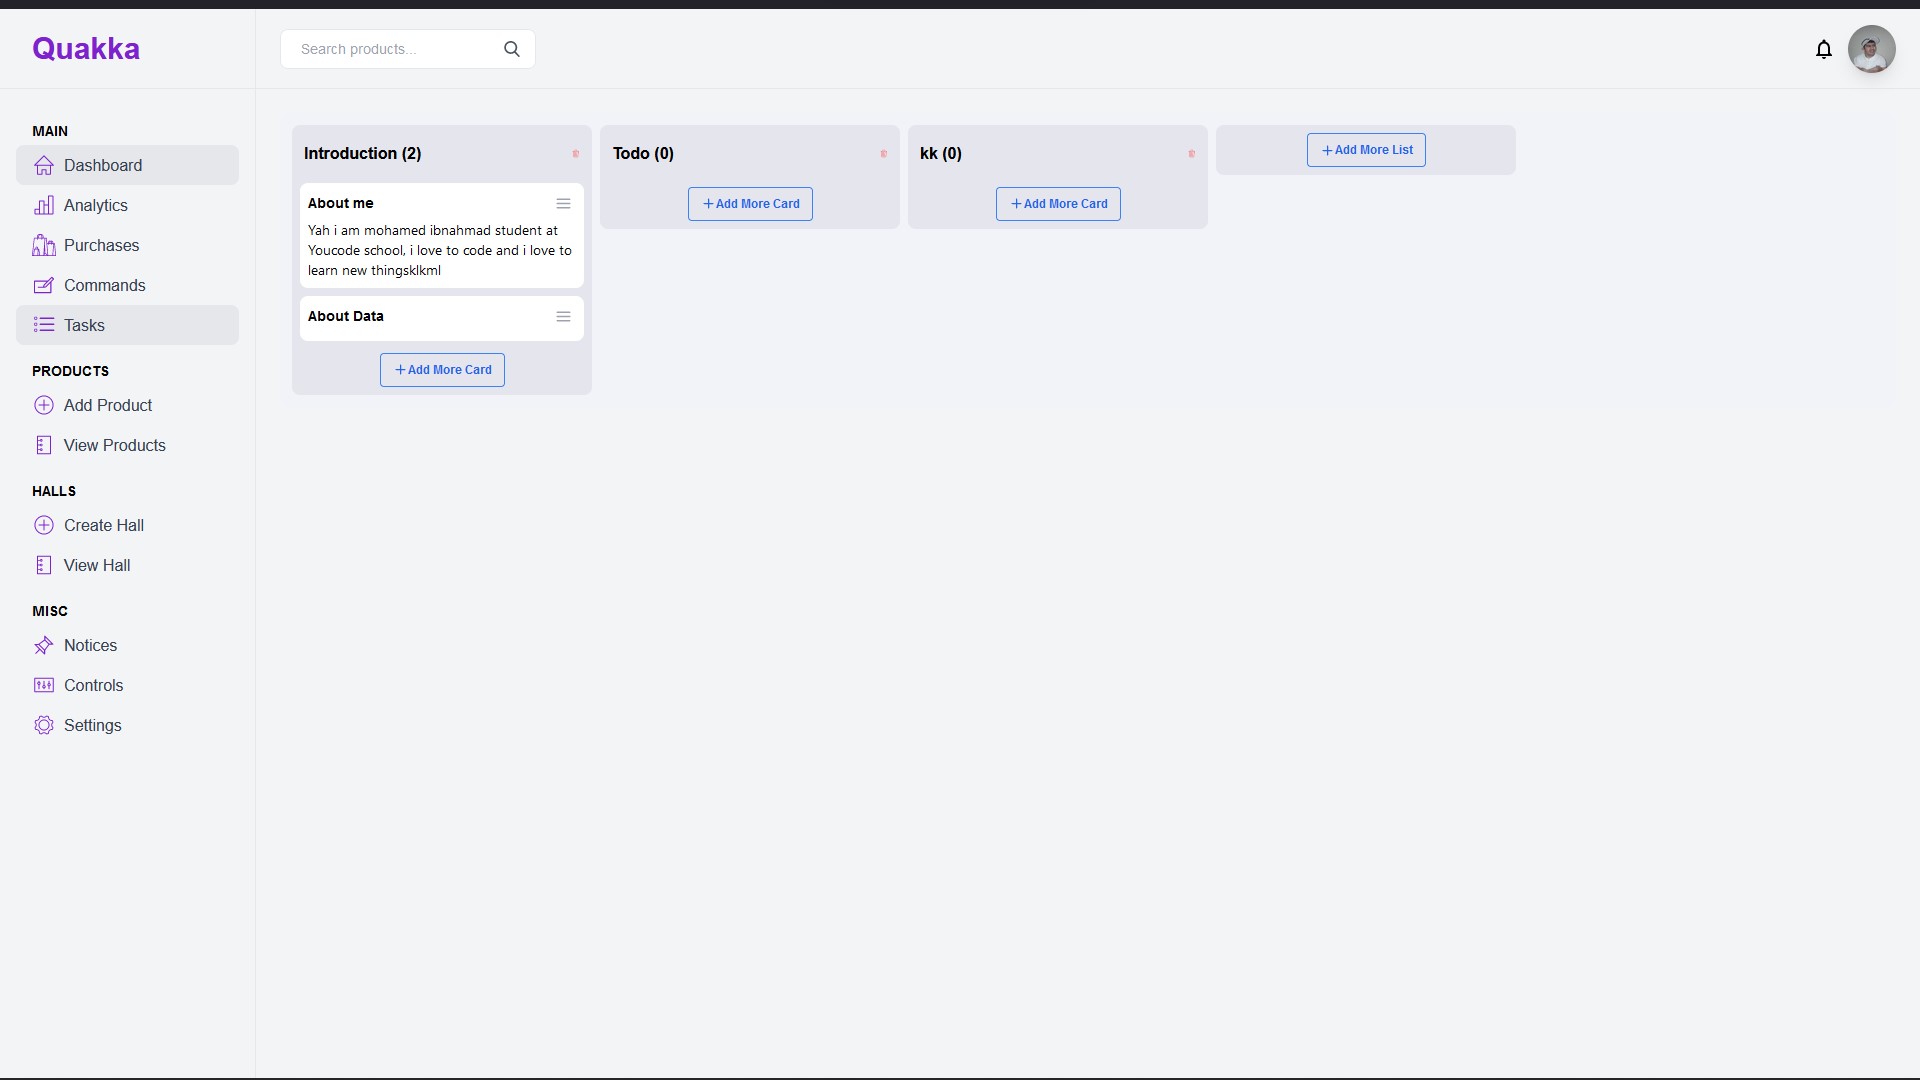 Quakka
Search products...
MAIN
Dashboard
Analytics
Purchases
Commands
Tasks
PRODUCTS
Add Product
View Products
HALLS
Create Hall
View Hall
MISC
Notices
Controls
Settings
Introduction (2)
About me
Yah i am mohamed ibnahmad student at
Youcode school, i love to code and i love to
learn new thingsklkml
About Data
+ Add More Card
Todo (0)
+ Add More Card
kk (0)
+ Add More Card
+ Add More List